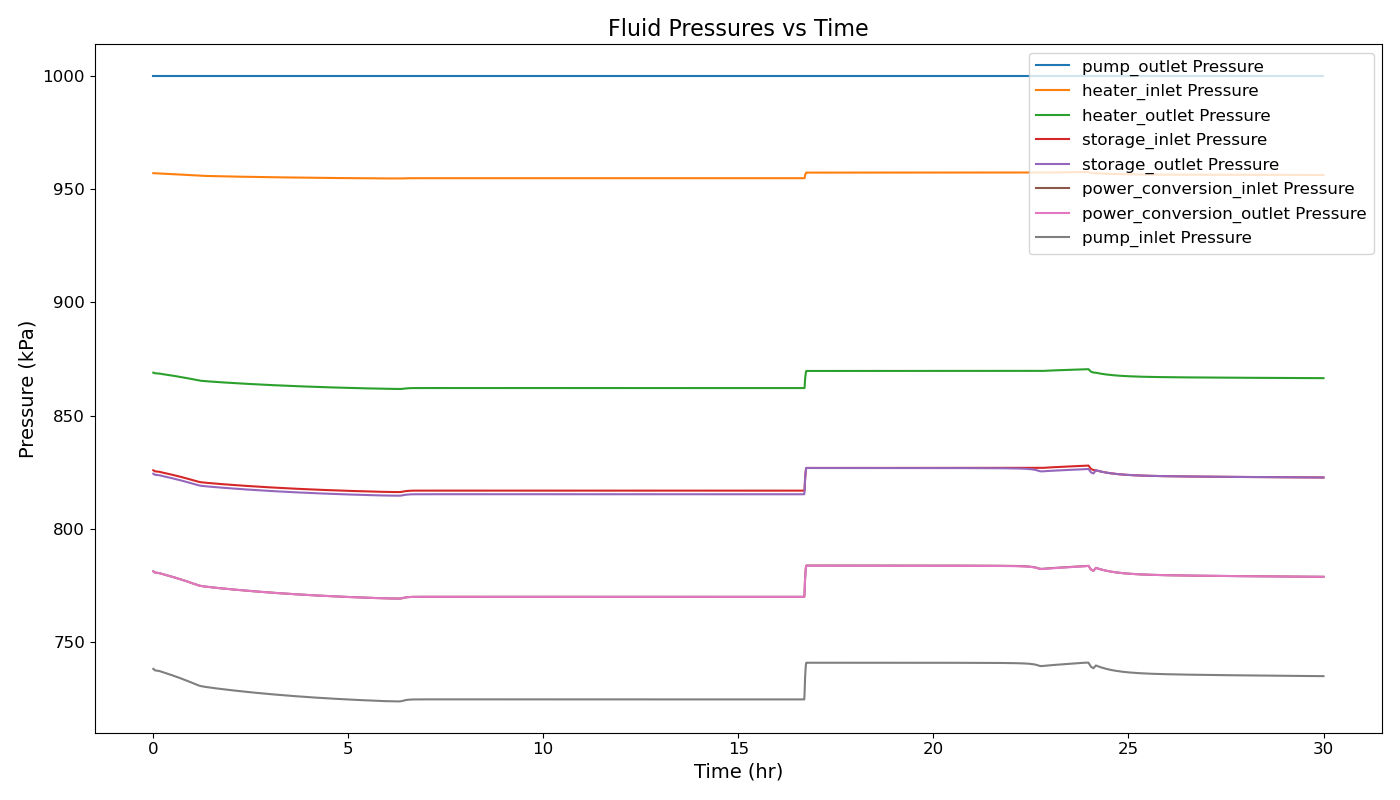 Fluid Pressures vs Time
pump_outlet Pressure
heater_inlet Pressure
heater_outlet Pressure
storage_inlet Pressure
storage_outlet Pressure
power_conversion_inlet Pressure
power_conversion_outlet Pressure
pump_inlet Pressure
Pressure (kPa)
1000
950
900
850
800
750
0 5 10 15 20 25 30
Time (hr)